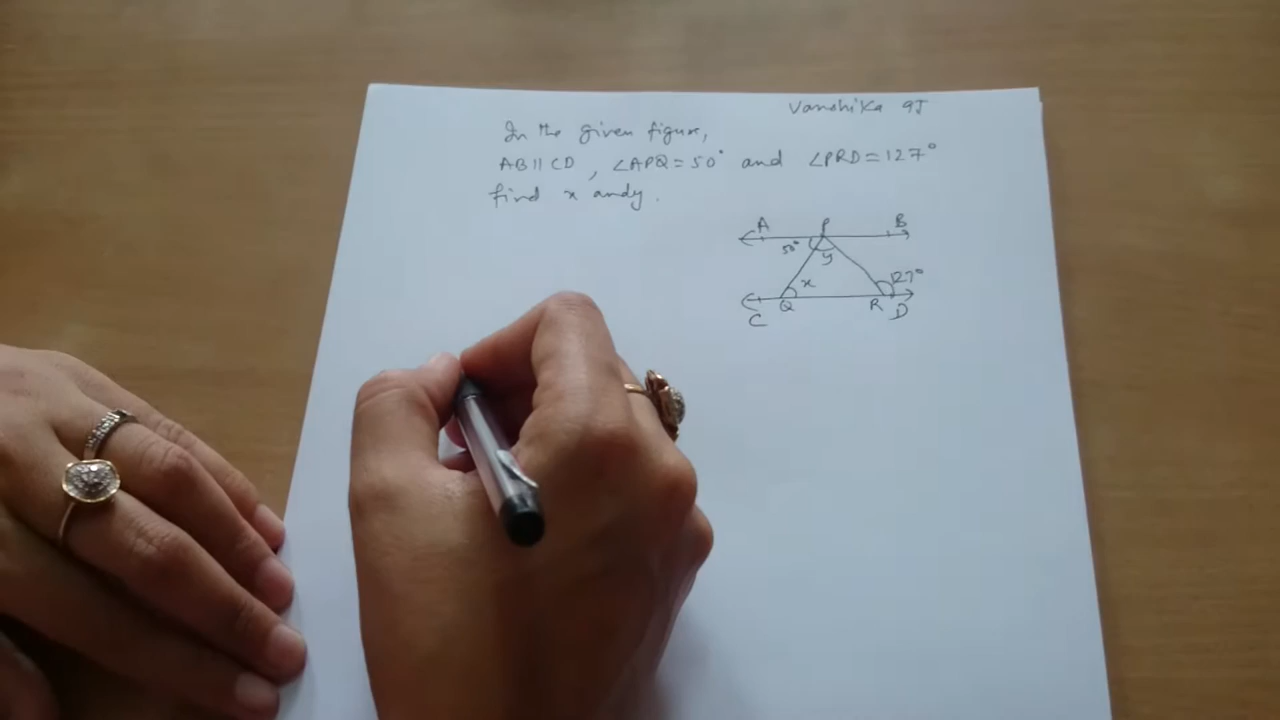 Vanshika 9J
In the given figure,
AB∥CD, ∠APQ=50° and ∠PRD=127°
find x and y.
A P B
50° y
x 127°
C Q R D